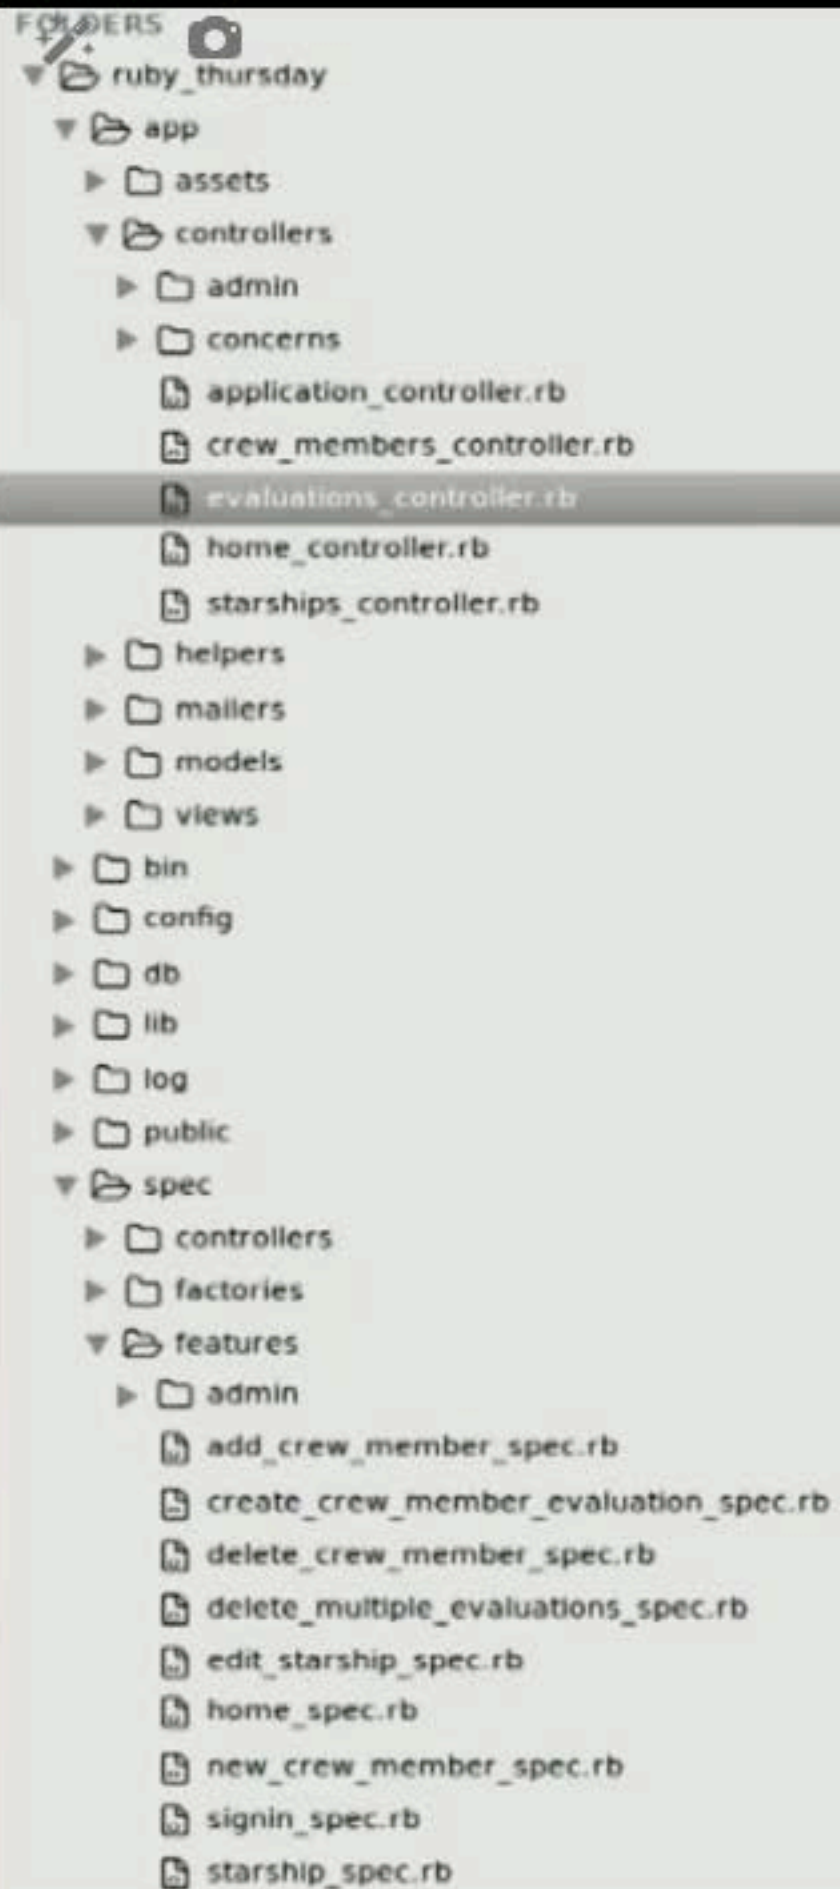 FOLDERS
ruby_thursday
app
assets
controllers
admin
concerns
application_controller.rb
crew_members_controller.rb
evaluations_controller.rb
home_controller.rb
starships_controller.rb
helpers
mailers
models
views
bin
config
db
lib
log
public
spec
controllers
factories
features
admin
add_crew_member_spec.rb
create_crew_member_evaluation_spec.rb
delete_crew_member_spec.rb
delete_multiple_evaluations_spec.rb
edit_starship_spec.rb
home_spec.rb
new_crew_member_spec.rb
signin_spec.rb
starship_spec.rb